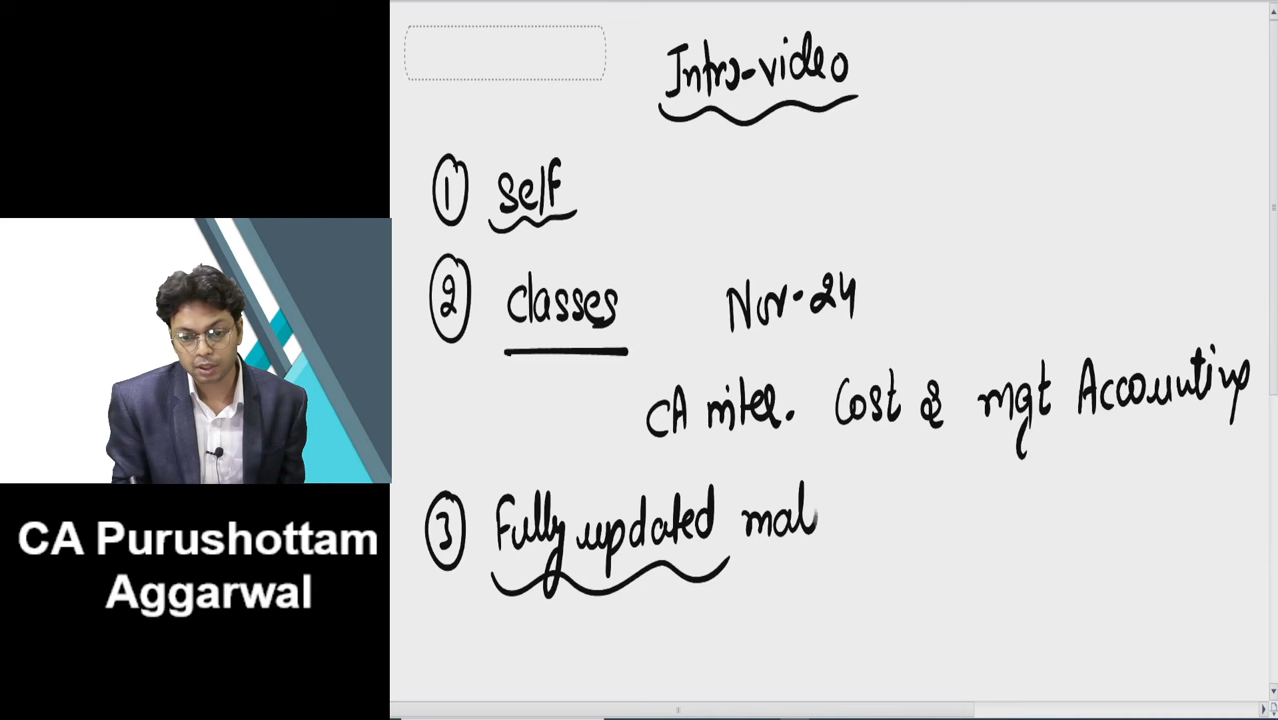 Intro-video
① Self
② Classes Nov-24
CA inter. Cost & mgt Accounting
③ Fully updated mat
CA Purushottam
Aggarwal